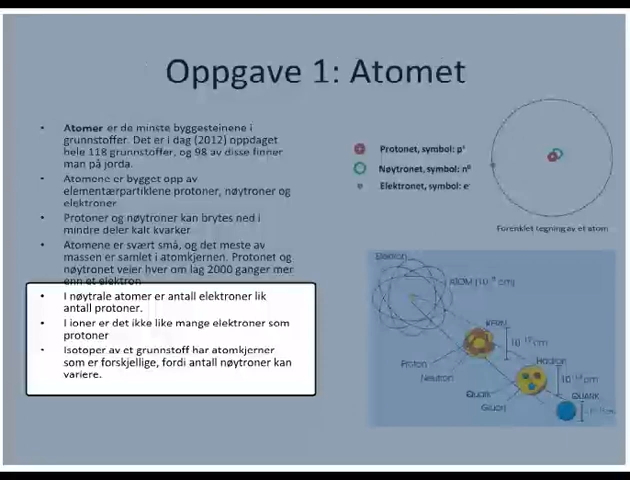 Oppgave 1: Atomet
• Atomer er de minste byggesteinene i
grunnstoffer. Det er i dag (2012) oppdaget
hele 118 grunnstoffer, og 98 av disse finner
man på jorda.
• Atomene er bygget opp av
elementærpartiklene protoner, nøytroner og
elektroner
• Protoner og nøytroner kan brytes ned i
mindre deler kalt kvarker
• Atomene er svært små, og det meste av
massen er samlet i atomkjernen. Protonet og
nøytronet veier hver om lag 2000 ganger mer
enn et elektron
• I nøytrale atomer er antall elektroner lik
antall protoner.
• I ioner er det ikke like mange elektroner som
protoner
• Isotoper av et grunnstoff har atomkjerner
som er forskjellige, fordi antall nøytroner kan
variere.
Protonet, symbol: p⁺
Nøytronet, symbol: n⁰
Elektronet, symbol: e⁻
Forenklet tegning av et atom
Elektron
ATOM (10⁻⁸ cm)
KERN
Proton
Neutron
Hadron
Quark
Gluon
QUARK